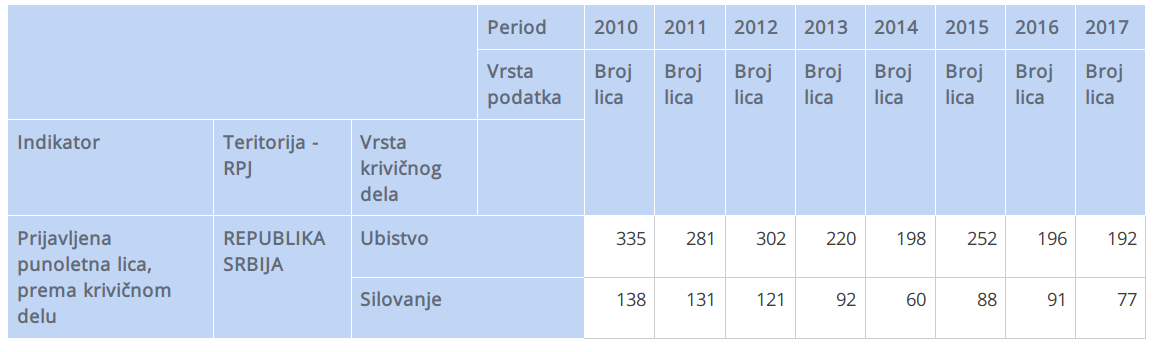 Period 2010 2011 2012 2013 2014 2015 2016 2017
Vrsta Broj Broj Broj Broj Broj Broj Broj Broj
podatka lica lica lica lica lica lica lica lica
Indikator Teritorija - Vrsta
RPJ krivičnog
dela
Prijavljena REPUBLIKA Ubistvo 335 281 302 220 198 252 196 192
punoletna lica, SRBIJA
prema krivičnom Silovanje 138 131 121 92 60 88 91 77
delu